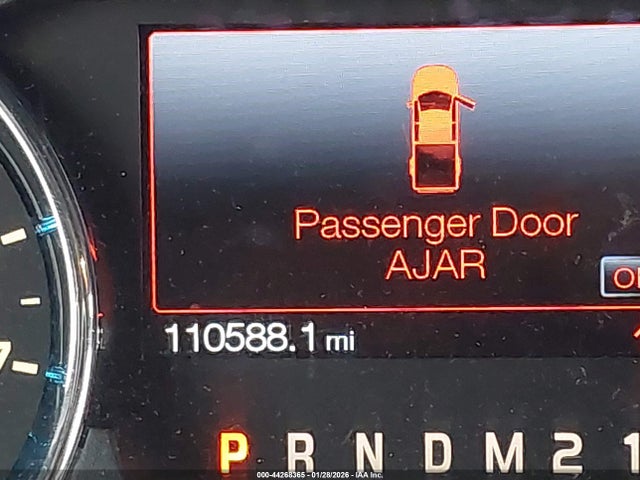 Passenger Door
AJAR
110588.1 mi
P R N D M 2 1
000-44268365 - 01/28/2026 - IAA Inc.